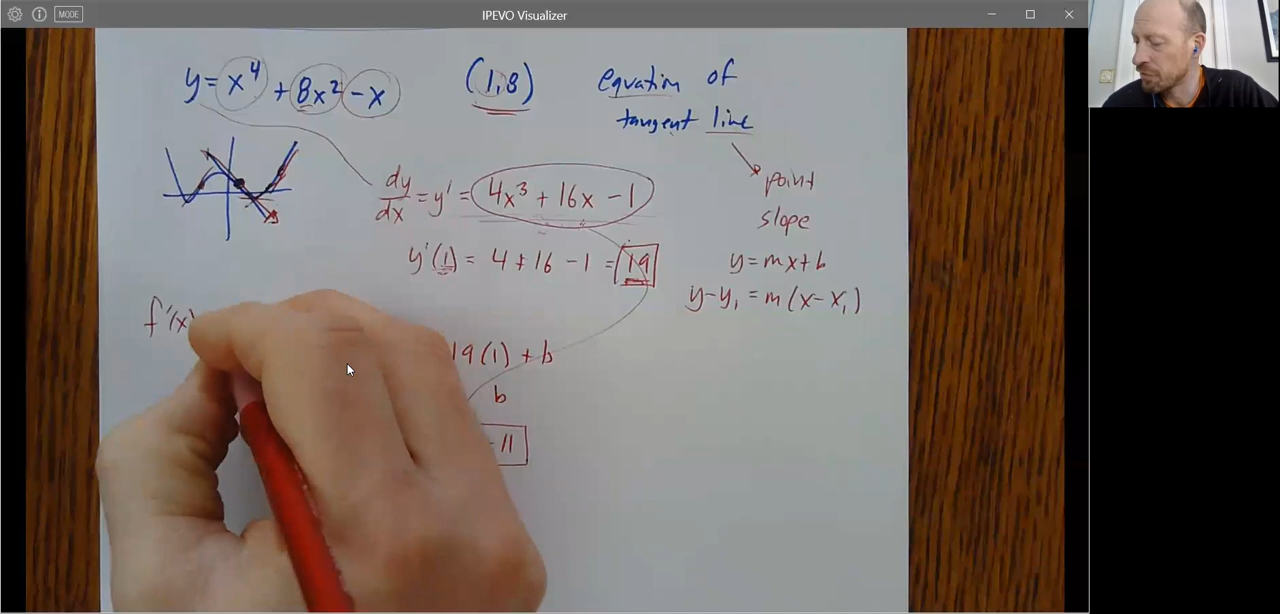 MODE
IPEVO Visualizer
y = x⁴ + 8x² - x
(1,8)
equation of
tangent line
point
slope
y = mx + b
y - y₁ = m(x - x₁)
dy/dx = y' = 4x³ + 16x - 1
y'(1) = 4 + 16 - 1 = 19
f'(x)
19(1) + b
b
- 11